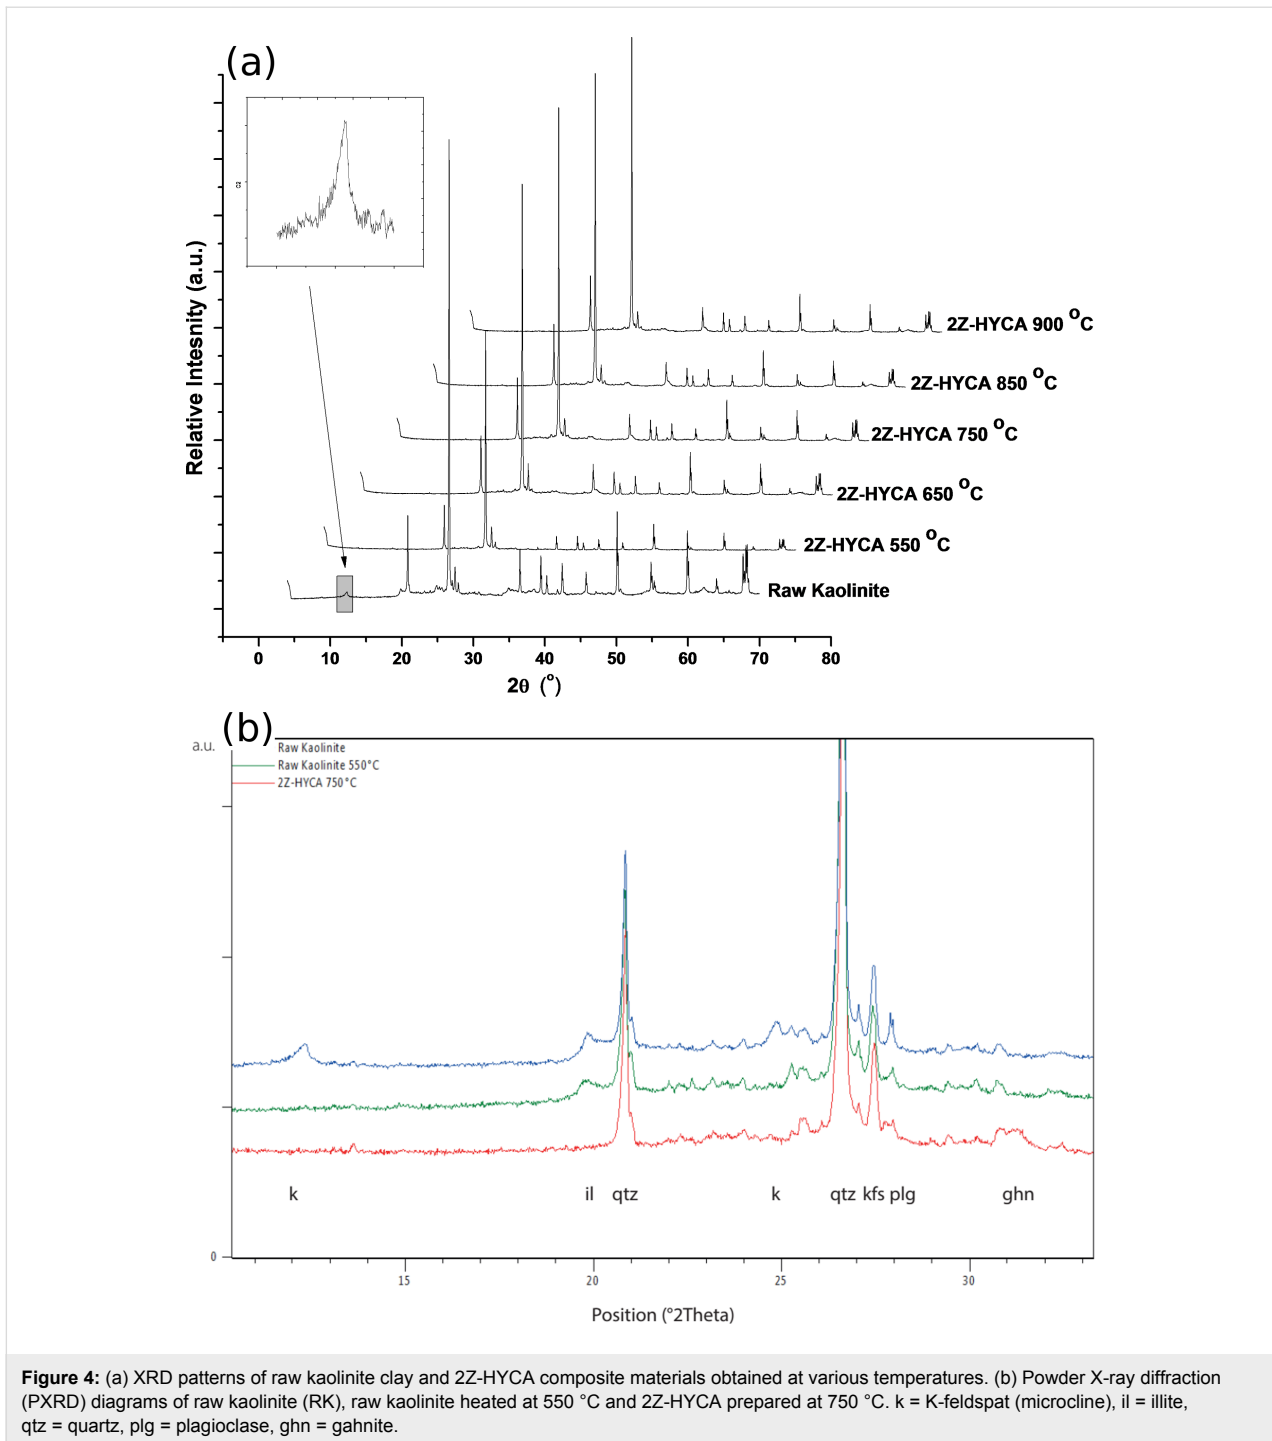 (a)
G2
Relative Intesnity (a.u.)
2Z-HYCA 900 °C
2Z-HYCA 850 °C
2Z-HYCA 750 °C
2Z-HYCA 650 °C
2Z-HYCA 550 °C
Raw Kaolinite
0 10 20 30 40 50 60 70 80
2θ (°)
(b)
a.u.
Raw Kaolinite
Raw Kaolinite 550°C
2Z-HYCA 750°C
k il qtz k qtz kfs plg ghn
0
15 20 25 30
Position (°2Theta)
Figure 4: (a) XRD patterns of raw kaolinite clay and 2Z-HYCA composite materials obtained at various temperatures. (b) Powder X-ray diffraction
(PXRD) diagrams of raw kaolinite (RK), raw kaolinite heated at 550 °C and 2Z-HYCA prepared at 750 °C. k = K-feldspat (microcline), il = illite,
qtz = quartz, plg = plagioclase, ghn = gahnite.